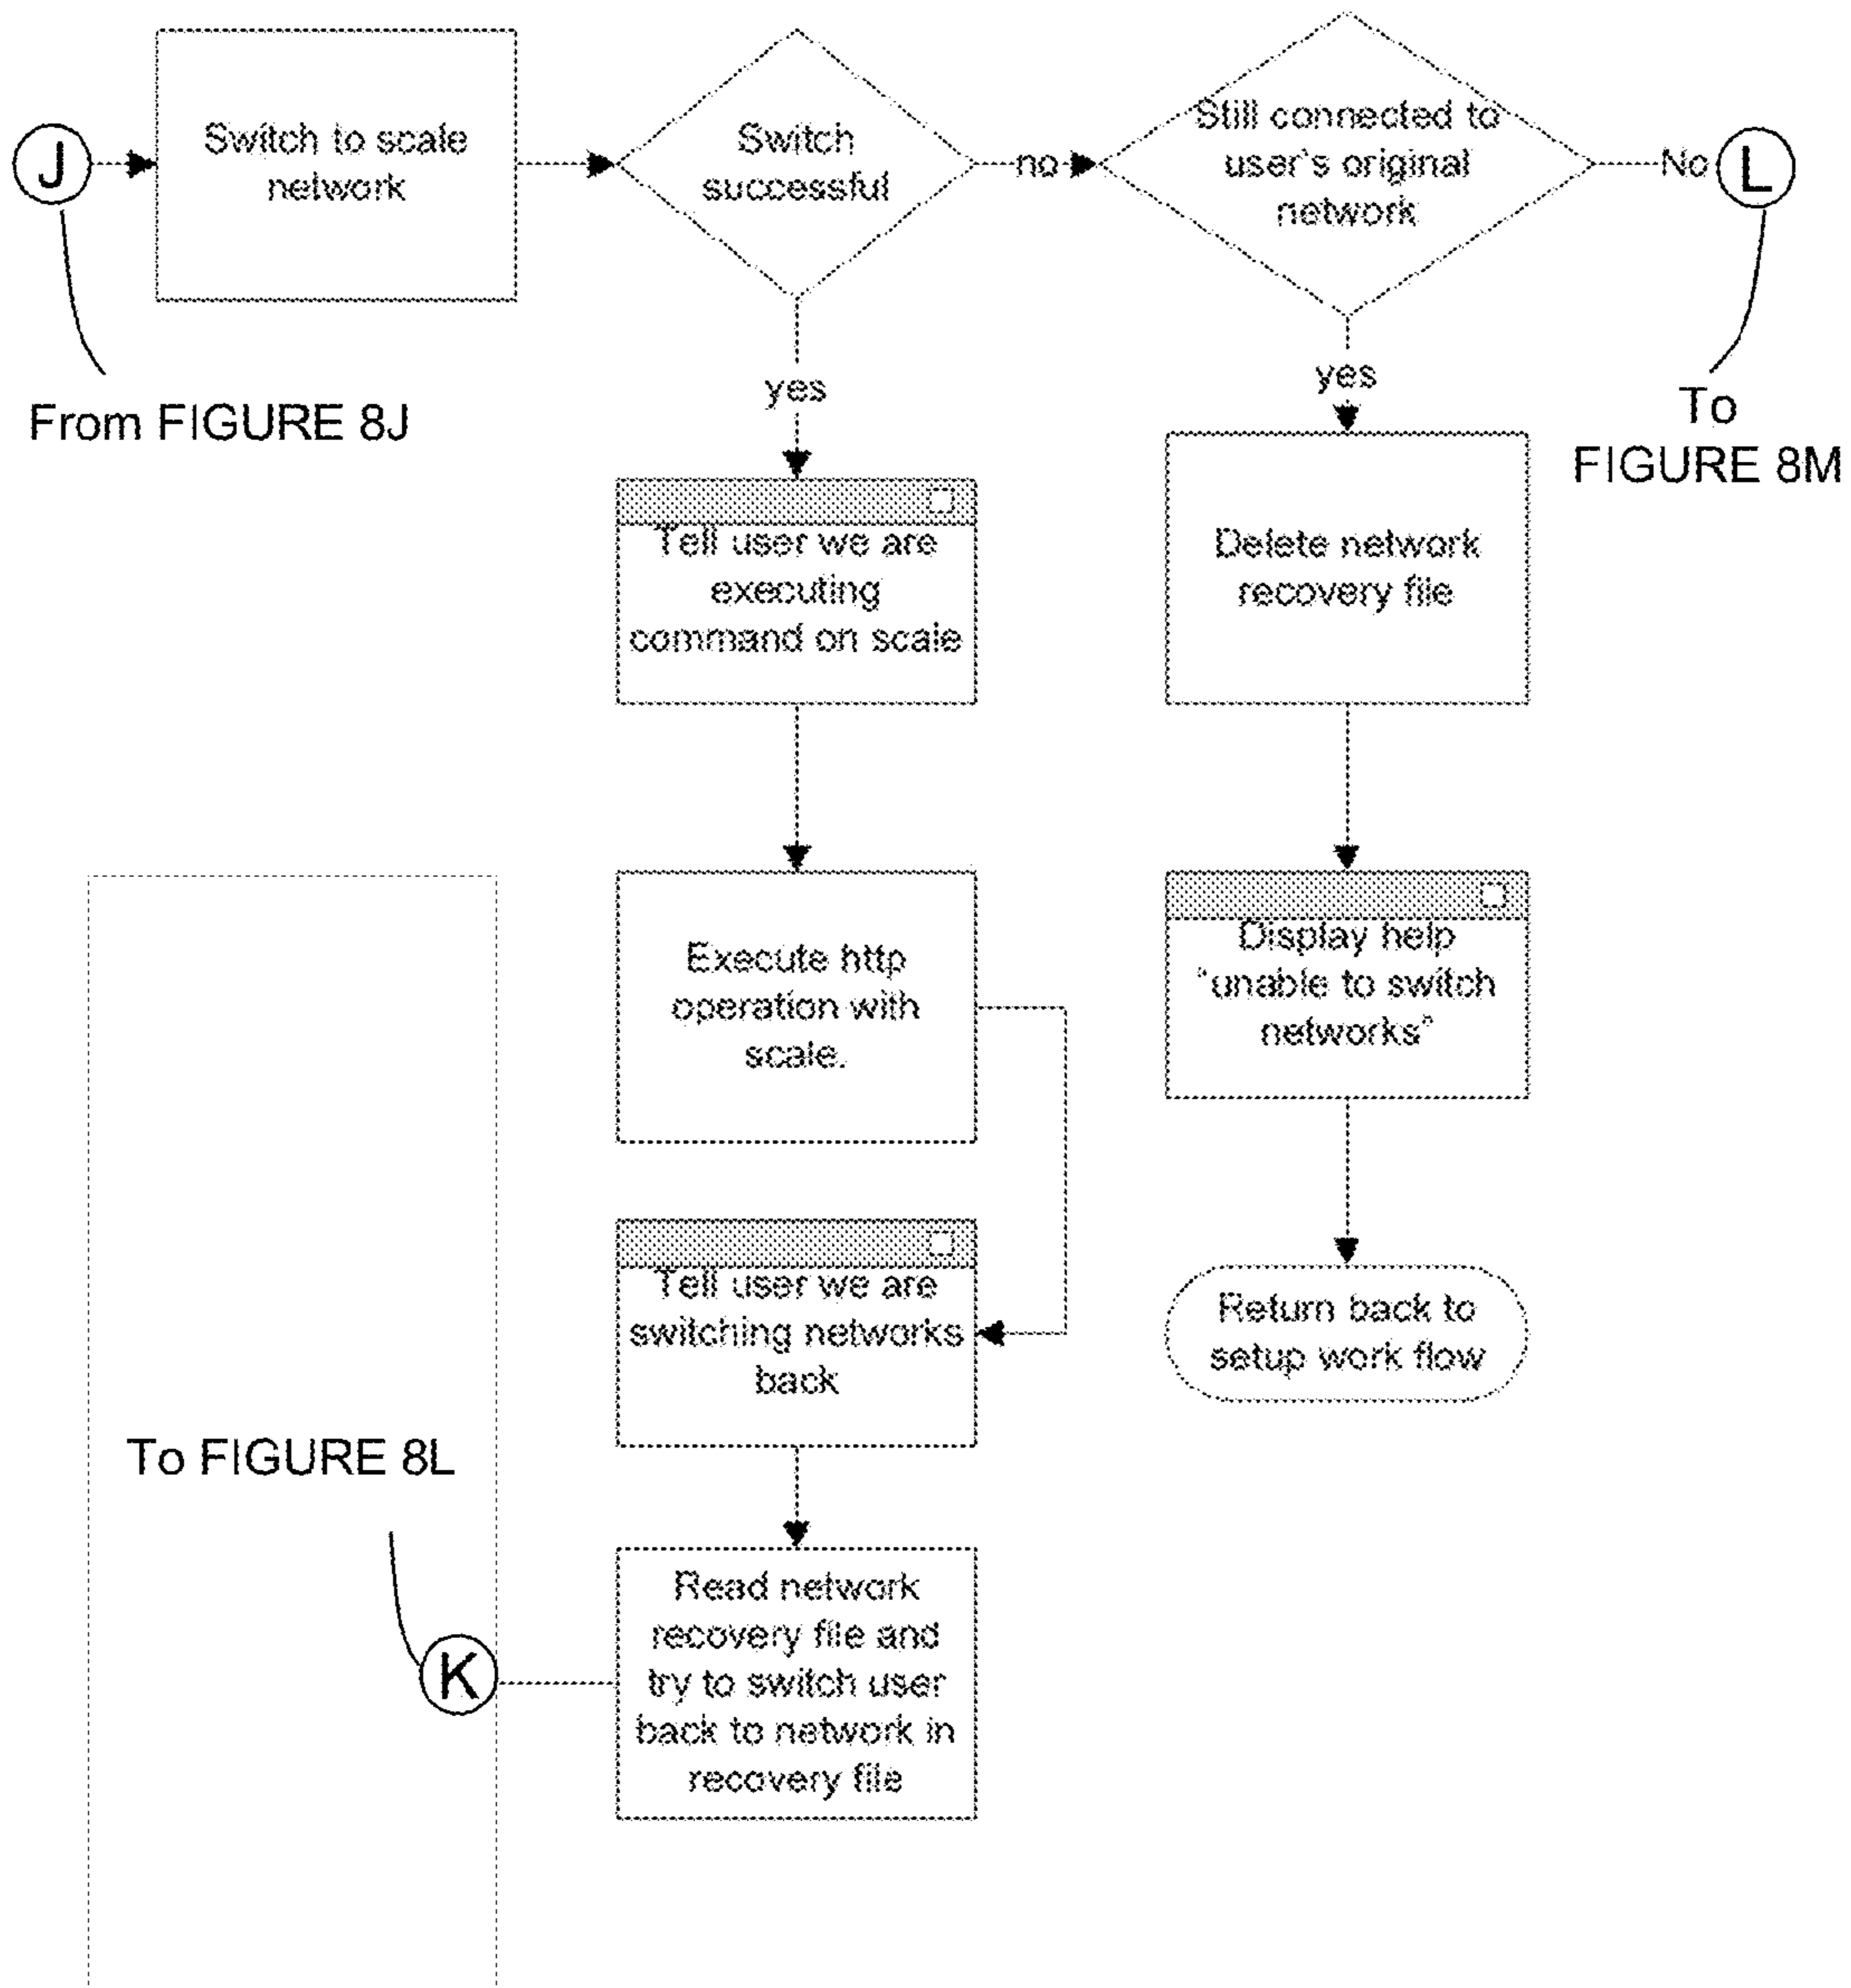 J
Switch to scale
network
Switch
successful
no
Still connected to
user's original
network
No
L
From FIGURE 8J
yes
yes
To
FIGURE 8M
Tell user we are
executing
command on scale
Delete network
recovery file
Execute http
operation with
scale.
Display help
"unable to switch
networks"
Tell user we are
switching networks
back
Return back to
setup work flow
To FIGURE 8L
K
Read network
recovery file and
try to switch user
back to network in
recovery file